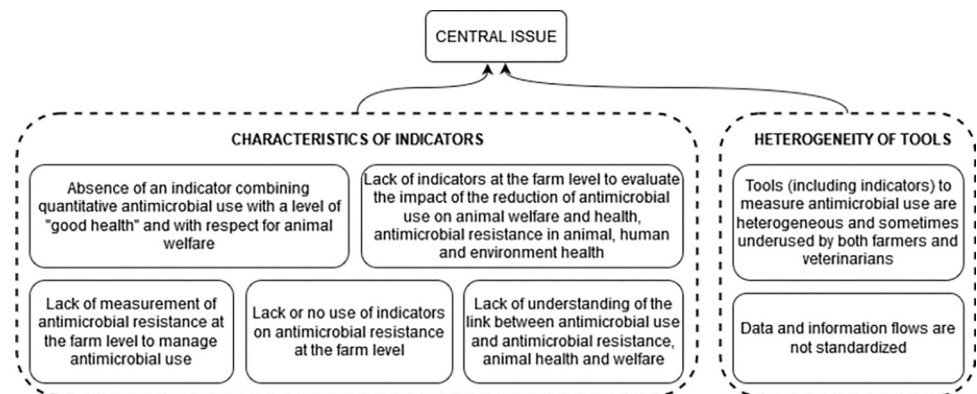 CENTRAL ISSUE
CHARACTERISTICS OF INDICATORS
Absence of an indicator combining
quantitative antimicrobial use with a level of
"good health" and with respect for animal
welfare
Lack of indicators at the farm level to evaluate
the impact of the reduction of antimicrobial
use on animal welfare and health,
antimicrobial resistance in animal, human
and environment health
Lack of measurement of
antimicrobial resistance at
the farm level to manage
antimicrobial use
Lack or no use of indicators
on antimicrobial resistance
at the farm level
Lack of understanding of the
link between antimicrobial use
and antimicrobial resistance,
animal health and welfare
HETEROGENEITY OF TOOLS
Tools (including indicators) to
measure antimicrobial use are
heterogeneous and sometimes
underused by both farmers and
veterinarians
Data and information flows are
not standardized